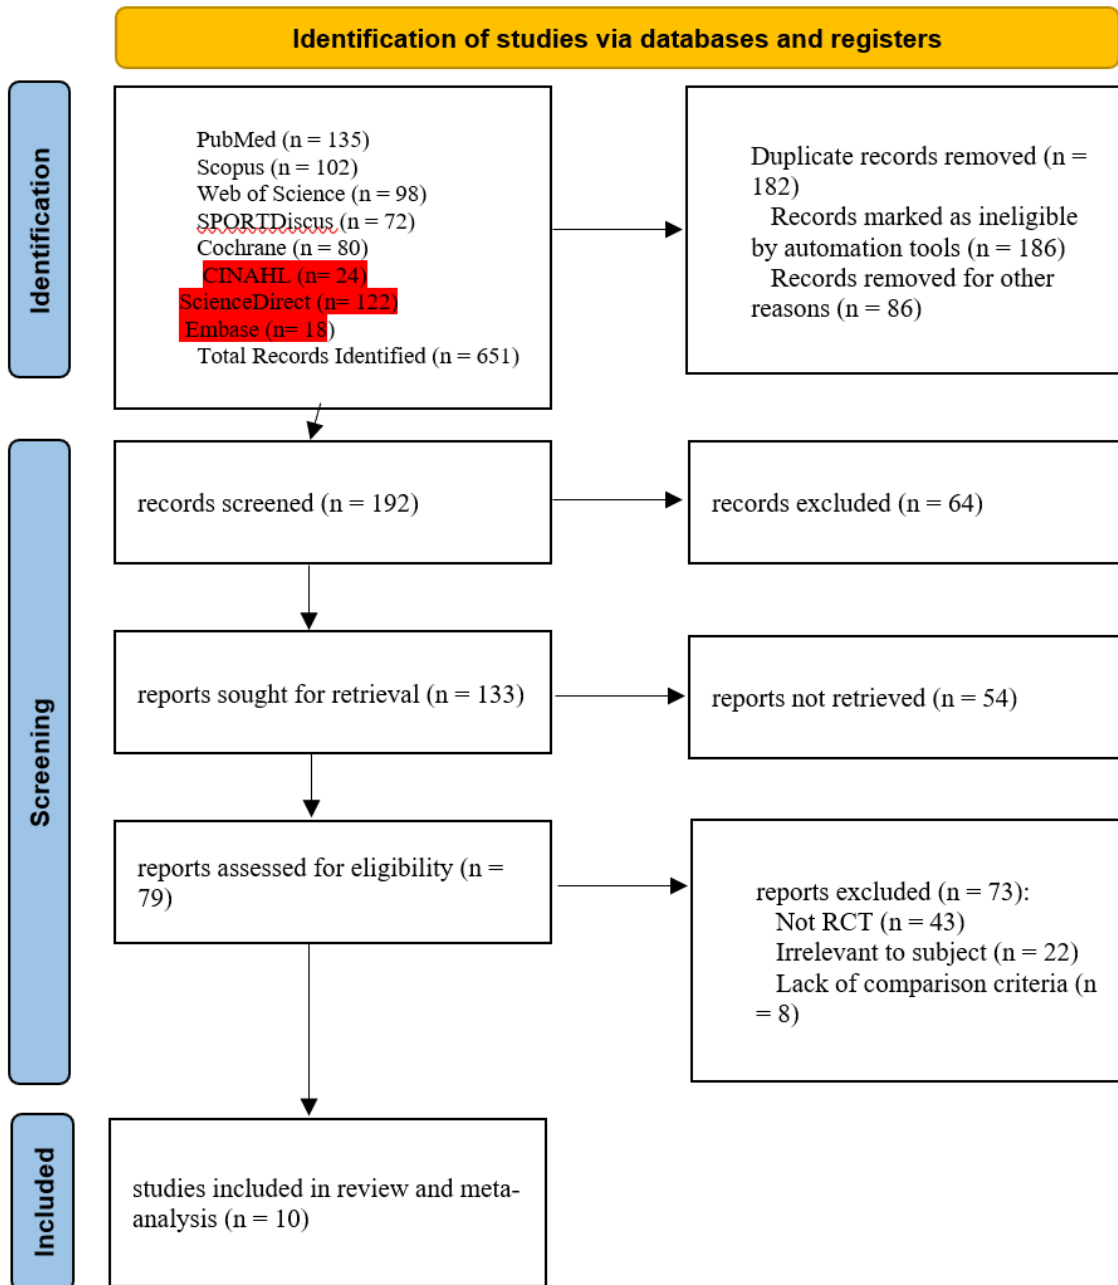 Identification of studies via databases and registers
Identification
PubMed (n = 135)
Scopus (n = 102)
Web of Science (n = 98)
SPORTDiscus (n = 72)
Cochrane (n = 80)
CINAHL (n= 24)
ScienceDirect (n= 122)
Embase (n= 18)
Total Records Identified (n = 651)
Duplicate records removed (n =
182)
Records marked as ineligible
by automation tools (n = 186)
Records removed for other
reasons (n = 86)
Screening
records screened (n = 192)
records excluded (n = 64)
reports sought for retrieval (n = 133)
reports not retrieved (n = 54)
reports assessed for eligibility (n =
79)
reports excluded (n = 73):
Not RCT (n = 43)
Irrelevant to subject (n = 22)
Lack of comparison criteria (n
= 8)
Included
studies included in review and meta-
analysis (n = 10)